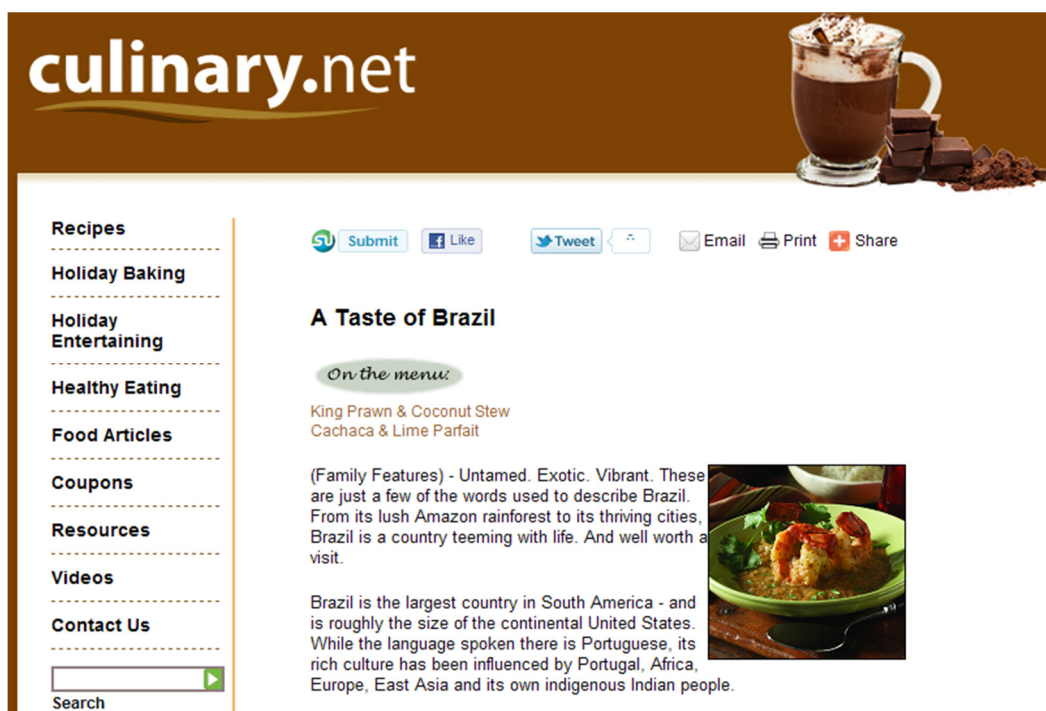 culinary.net
Recipes
Holiday Baking
Holiday
Entertaining
Healthy Eating
Food Articles
Coupons
Resources
Videos
Contact Us
Search
Submit
Like
Tweet
Email
Print
Share
A Taste of Brazil
On the menu:
King Prawn & Coconut Stew
Cachaca & Lime Parfait
(Family Features) - Untamed. Exotic. Vibrant. These
are just a few of the words used to describe Brazil.
From its lush Amazon rainforest to its thriving cities,
Brazil is a country teeming with life. And well worth a
visit.
Brazil is the largest country in South America - and
is roughly the size of the continental United States.
While the language spoken there is Portuguese, its
rich culture has been influenced by Portugal, Africa,
Europe, East Asia and its own indigenous Indian people.